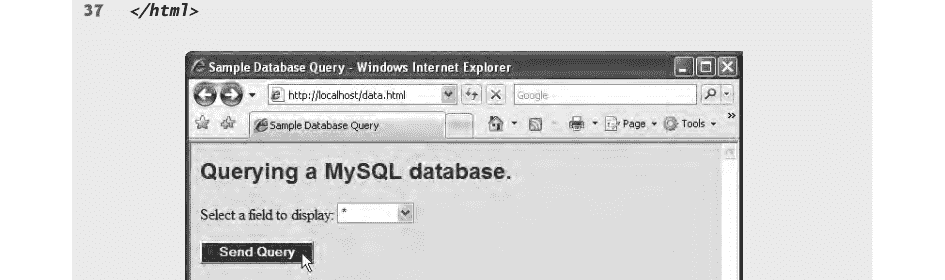 37 </html>
Sample Database Query - Windows Internet Explorer
http://localhost/data.html Google
Sample Database Query Page Tools »
Querying a MySQL database.
Select a field to display: *
Send Query